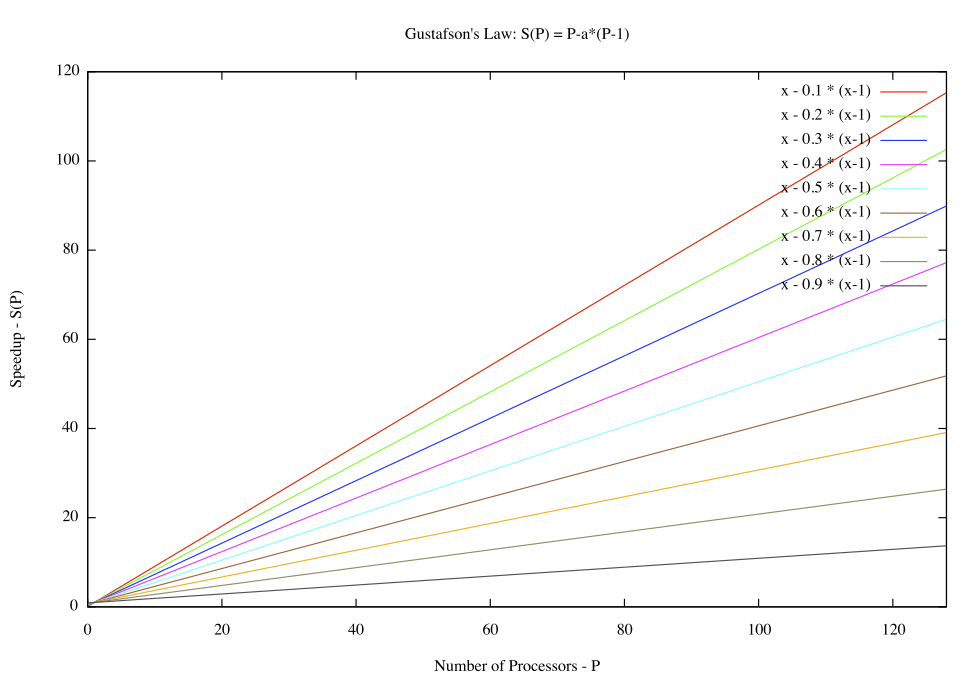 Gustafson's Law: S(P) = P-a*(P-1)
120
100
80
60
40
20
0
Speedup - S(P)
x - 0.1 * (x-1)
x - 0.2 * (x-1)
x - 0.3 * (x-1)
x - 0.4 * (x-1)
x - 0.5 * (x-1)
x - 0.6 * (x-1)
x - 0.7 * (x-1)
x - 0.8 * (x-1)
x - 0.9 * (x-1)
0 20 40 60 80 100 120
Number of Processors - P